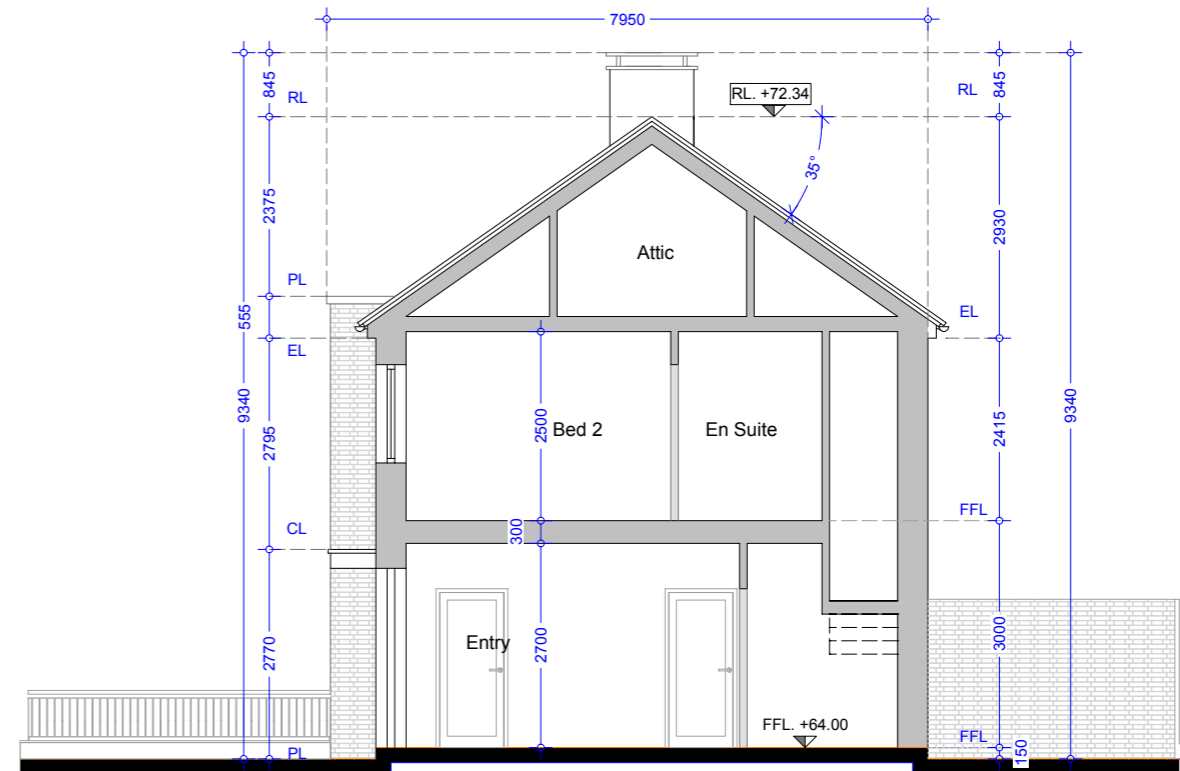 7950
845
RL
RL. +72.34
RL
845
35°
2375
2930
Attic
PL
EL
555
EL
9340
2795
2500
Bed 2
En Suite
2415
9340
FFL
CL
300
Entry
2770
2700
3000
FFL. +64.00
FFL
PL
150